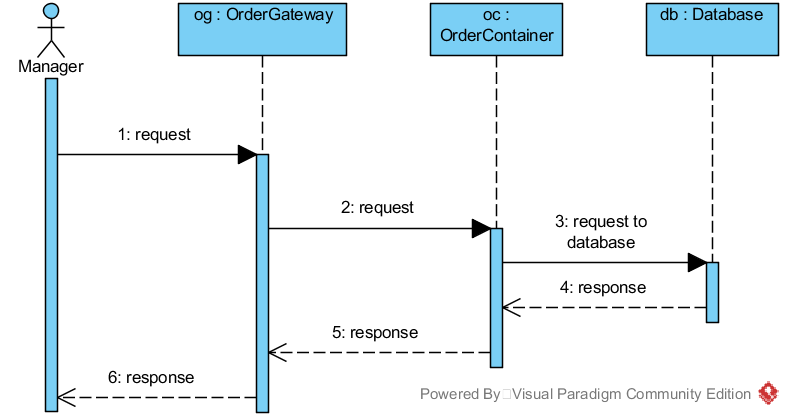 og : OrderGateway
oc :
OrderContainer
db : Database
Manager
1: request
2: request
3: request to
database
4: response
5: response
6: response
Powered By Visual Paradigm Community Edition